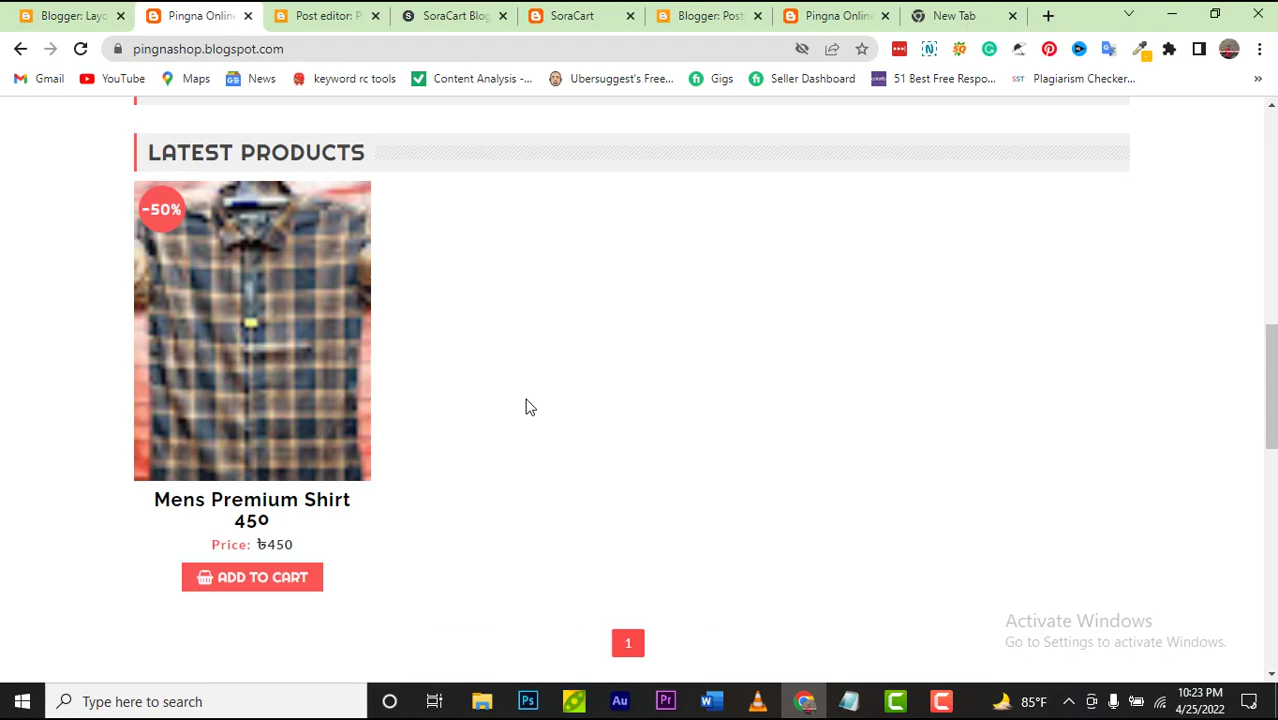 Blogger: Layo
Pingna Onlin
Post editor: P
SoraCart Blog
SoraCart
Blogger: Post
Pingna Onlin
New Tab
pingnashop.blogspot.com
Gmail
YouTube
Maps
News
keyword rc tools
Content Analysis -...
Ubersuggest's Free...
Gigs
Seller Dashboard
51 Best Free Respo...
Plagiarism Checker...
LATEST PRODUCTS
-50%
Mens Premium Shirt
450
Price: ৳450
ADD TO CART
1
Activate Windows
Go to Settings to activate Windows.
Type here to search
85°F
10:23 PM
4/25/2022